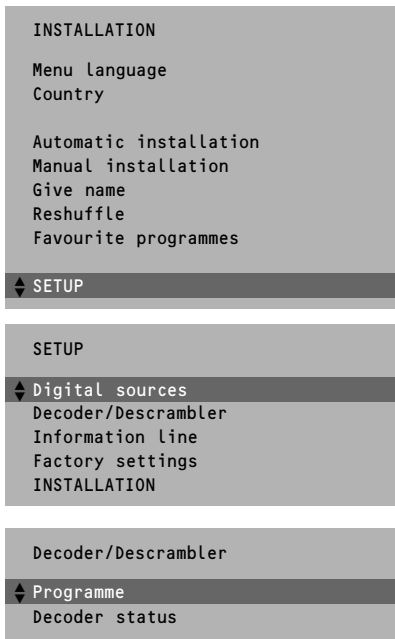 INSTALLATION
Menu language
Country
Automatic installation
Manual installation
Give name
Reshuffle
Favourite programmes
SETUP
SETUP
Digital sources
Decoder/Descrambler
Information line
Factory settings
INSTALLATION
Decoder/Descrambler
Programme
Decoder status